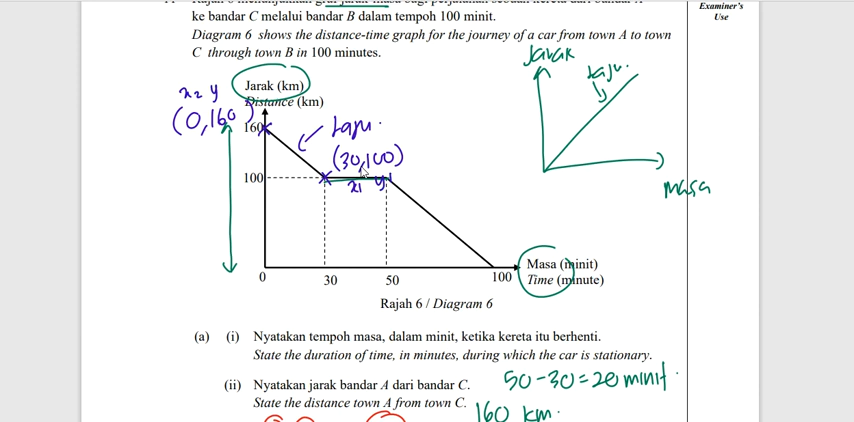 ke bandar C melalui bandar B dalam tempoh 100 minit.
Diagram 6 shows the distance-time graph for the journey of a car from town A to town
C through town B in 100 minutes.
Examiner's
Use
Jarak
laju.
masa
x2 y
(0,160)
Jarak (km)
Distance (km)
160
laju.
(30,100)
x1 y1
100
0
30
50
100
Masa (minit)
Time (minute)
Rajah 6 / Diagram 6
(a) (i) Nyatakan tempoh masa, dalam minit, ketika kereta itu berhenti.
State the duration of time, in minutes, during which the car is stationary.
50-30=20 minit.
(ii) Nyatakan jarak bandar A dari bandar C.
State the distance town A from town C.
160 km.